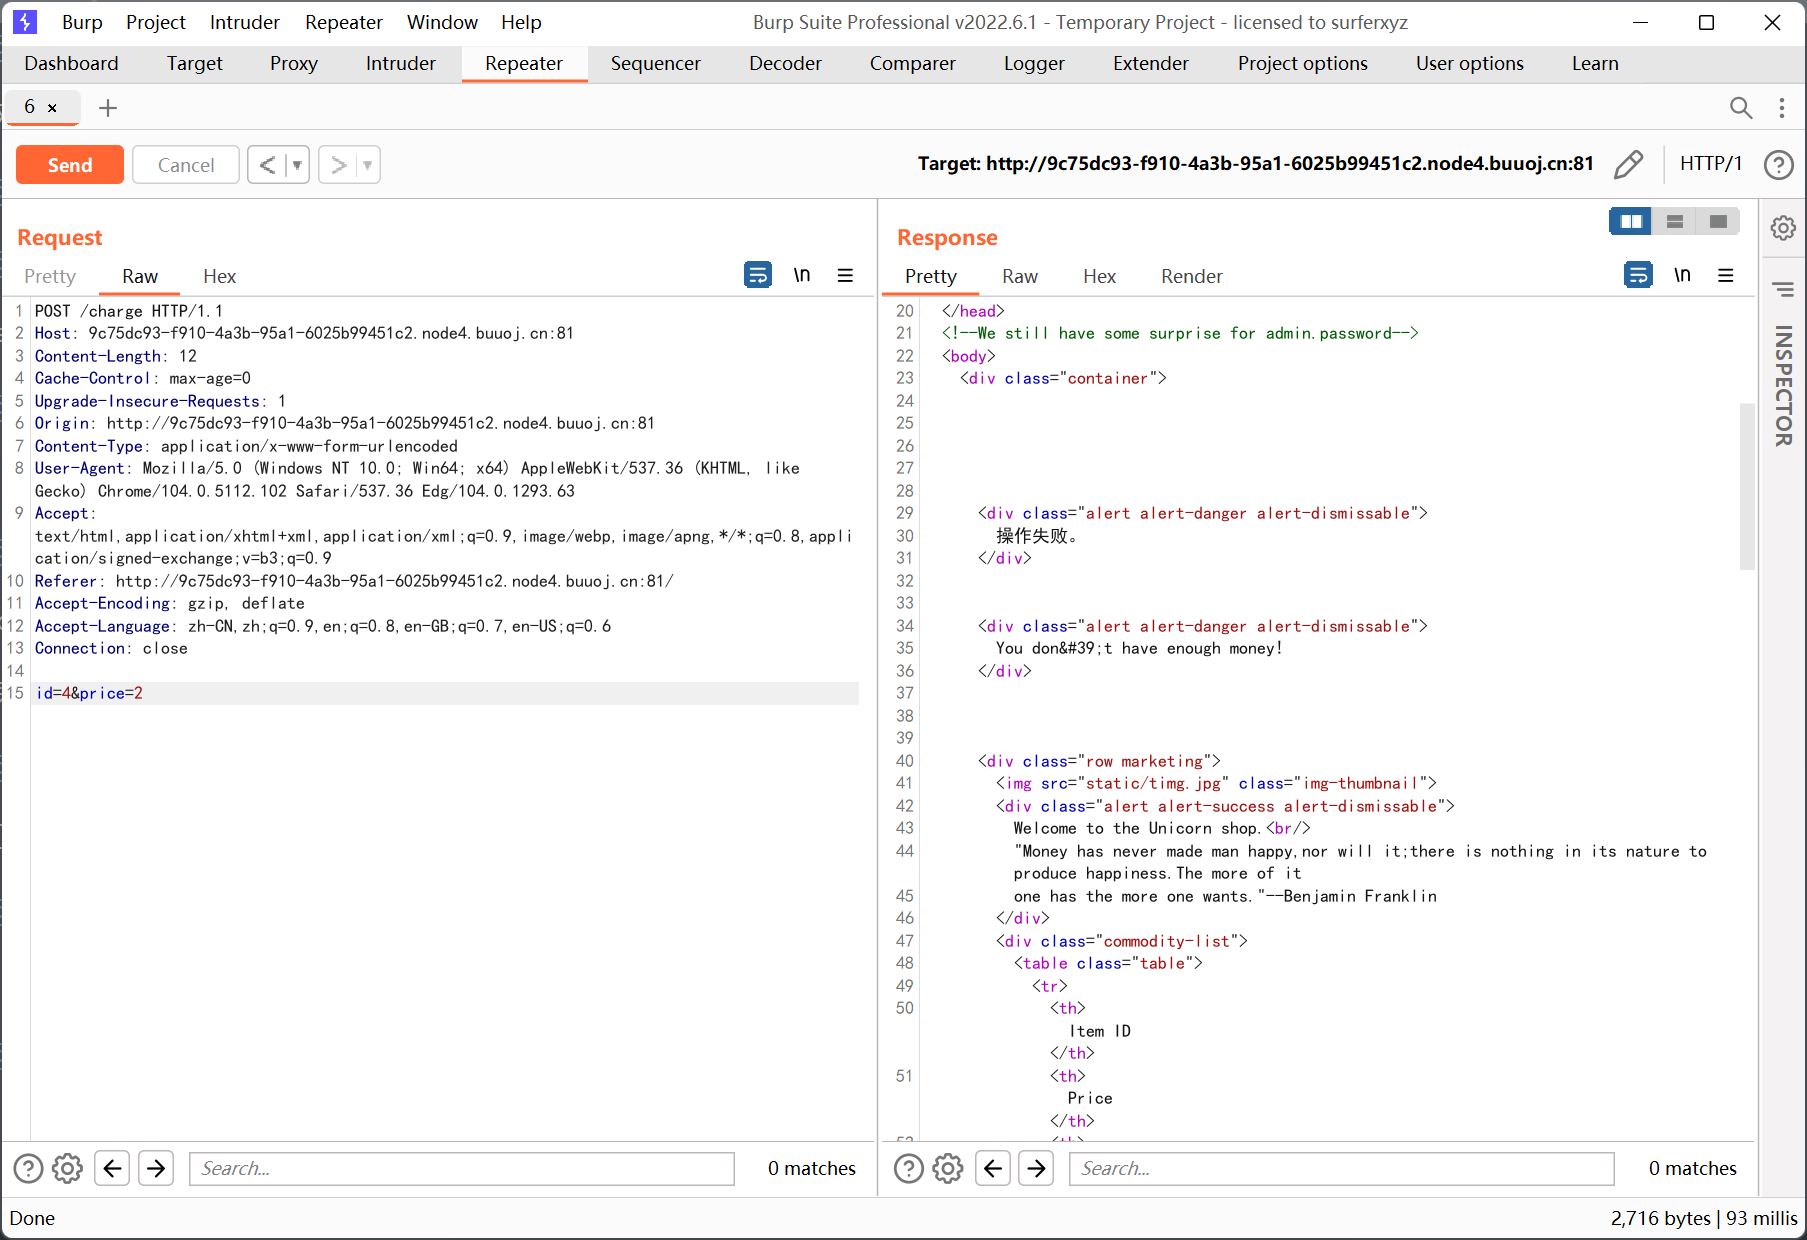 Burp Project Intruder Repeater Window Help Burp Suite Professional v2022.6.1 - Temporary Project - licensed to surferxyz
Dashboard Target Proxy Intruder Repeater Sequencer Decoder Comparer Logger Extender Project options User options Learn
6 ×
Send Cancel < > Target: http://9c75dc93-f910-4a3b-95a1-6025b99451c2.node4.buuoj.cn:81 HTTP/1
Request
Pretty Raw Hex \n
1 POST /charge HTTP/1.1
2 Host: 9c75dc93-f910-4a3b-95a1-6025b99451c2.node4.buuoj.cn:81
3 Content-Length: 12
4 Cache-Control: max-age=0
5 Upgrade-Insecure-Requests: 1
6 Origin: http://9c75dc93-f910-4a3b-95a1-6025b99451c2.node4.buuoj.cn:81
7 Content-Type: application/x-www-form-urlencoded
8 User-Agent: Mozilla/5.0 (Windows NT 10.0; Win64; x64) AppleWebKit/537.36 (KHTML, like
Gecko) Chrome/104.0.5112.102 Safari/537.36 Edg/104.0.1293.63
9 Accept:
text/html,application/xhtml+xml,application/xml;q=0.9,image/webp,image/apng,*/*;q=0.8,appli
cation/signed-exchange;v=b3;q=0.9
10 Referer: http://9c75dc93-f910-4a3b-95a1-6025b99451c2.node4.buuoj.cn:81/
11 Accept-Encoding: gzip, deflate
12 Accept-Language: zh-CN,zh;q=0.9,en;q=0.8,en-GB;q=0.7,en-US;q=0.6
13 Connection: close
14
15 id=4&price=2
Search... 0 matches
Response
Pretty Raw Hex Render \n
20 </head>
21 <!--We still have some surprise for admin.password-->
22 <body>
23 <div class="container">
24
25
26
27
28
29 <div class="alert alert-danger alert-dismissable">
30 操作失败。
31 </div>
32
33
34 <div class="alert alert-danger alert-dismissable">
35 You don&#39;t have enough money!
36 </div>
37
38
39
40 <div class="row marketing">
41 <img src="static/timg.jpg" class="img-thumbnail">
42 <div class="alert alert-success alert-dismissable">
43 Welcome to the Unicorn shop.<br/>
44 "Money has never made man happy,nor will it;there is nothing in its nature to
produce happiness.The more of it
45 one has the more one wants."--Benjamin Franklin
46 </div>
47 <div class="commodity-list">
48 <table class="table">
49 <tr>
50 <th>
Item ID
</th>
51 <th>
Price
</th>
52 <th>
Search... 0 matches
INSPECTOR
Done 2,716 bytes | 93 millis